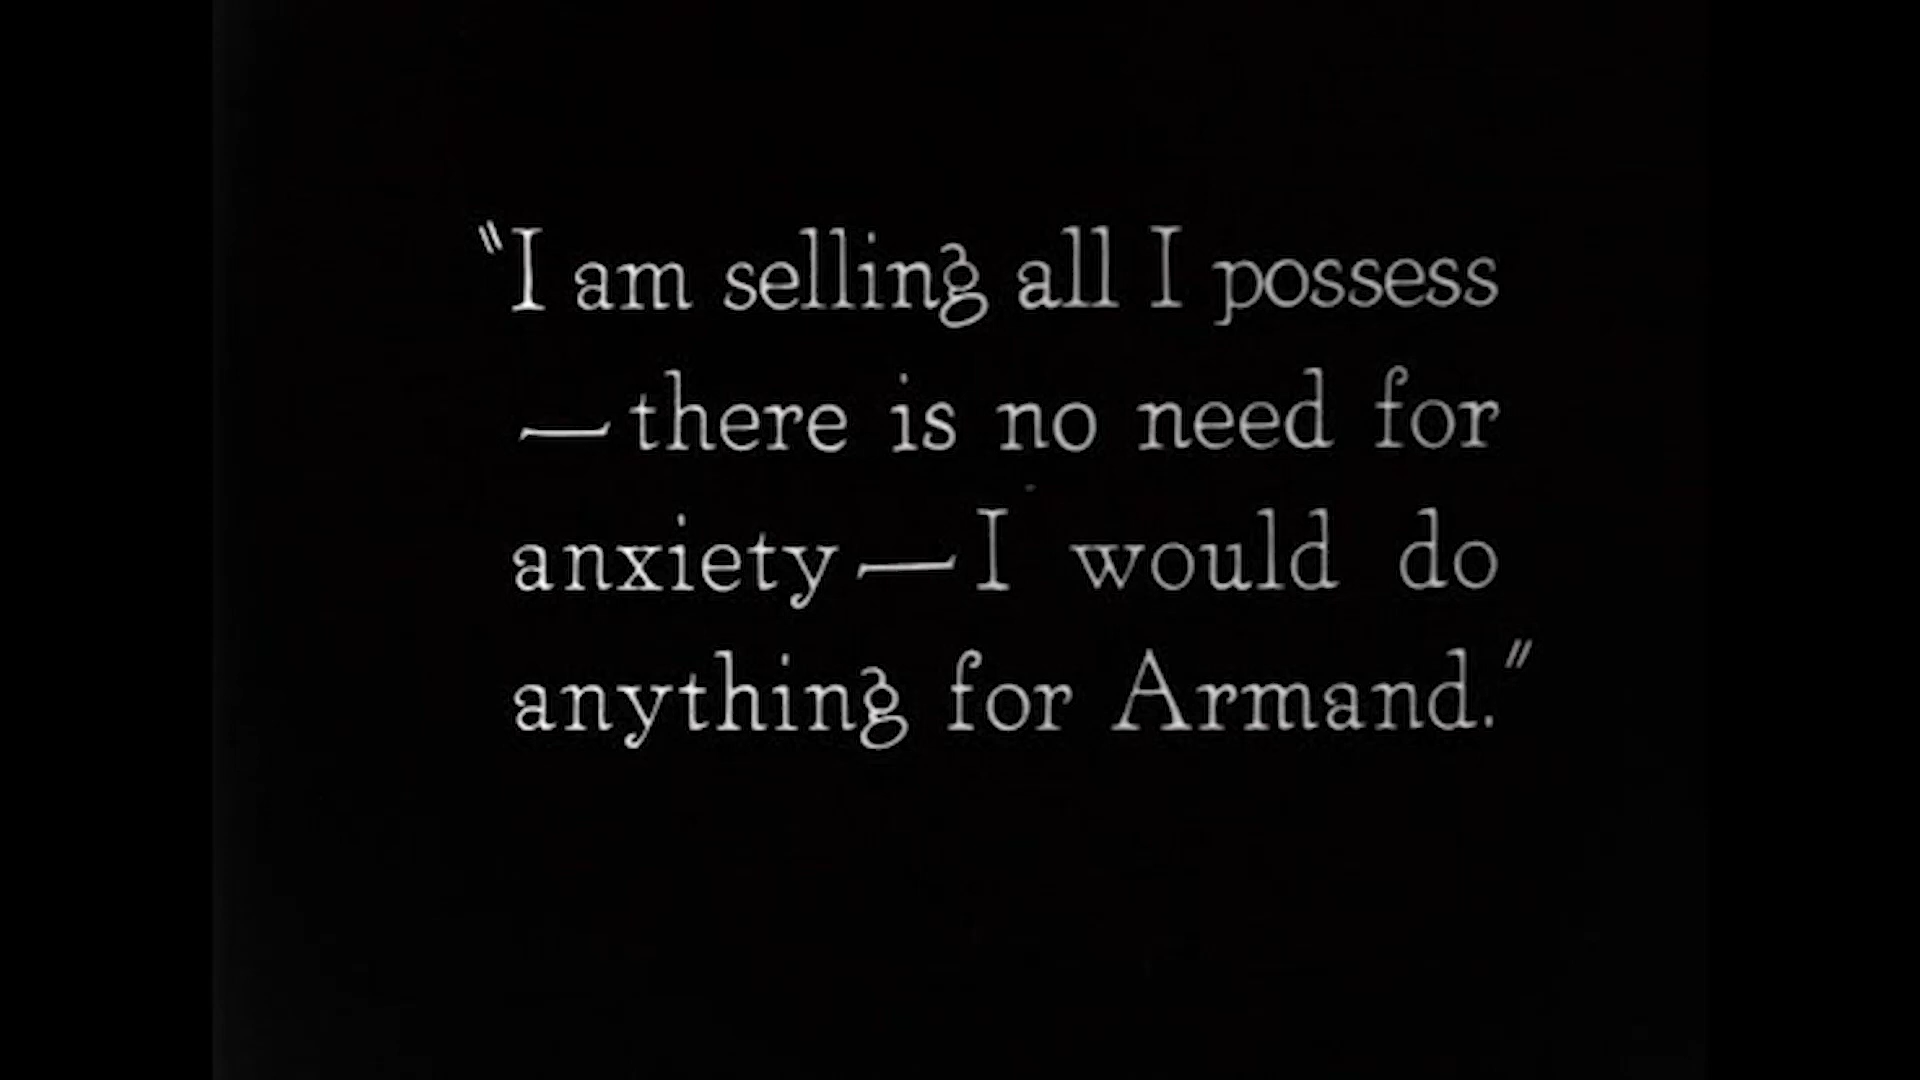 "I am selling all I possess
—there is no need for
anxiety—I would do
anything for Armand."